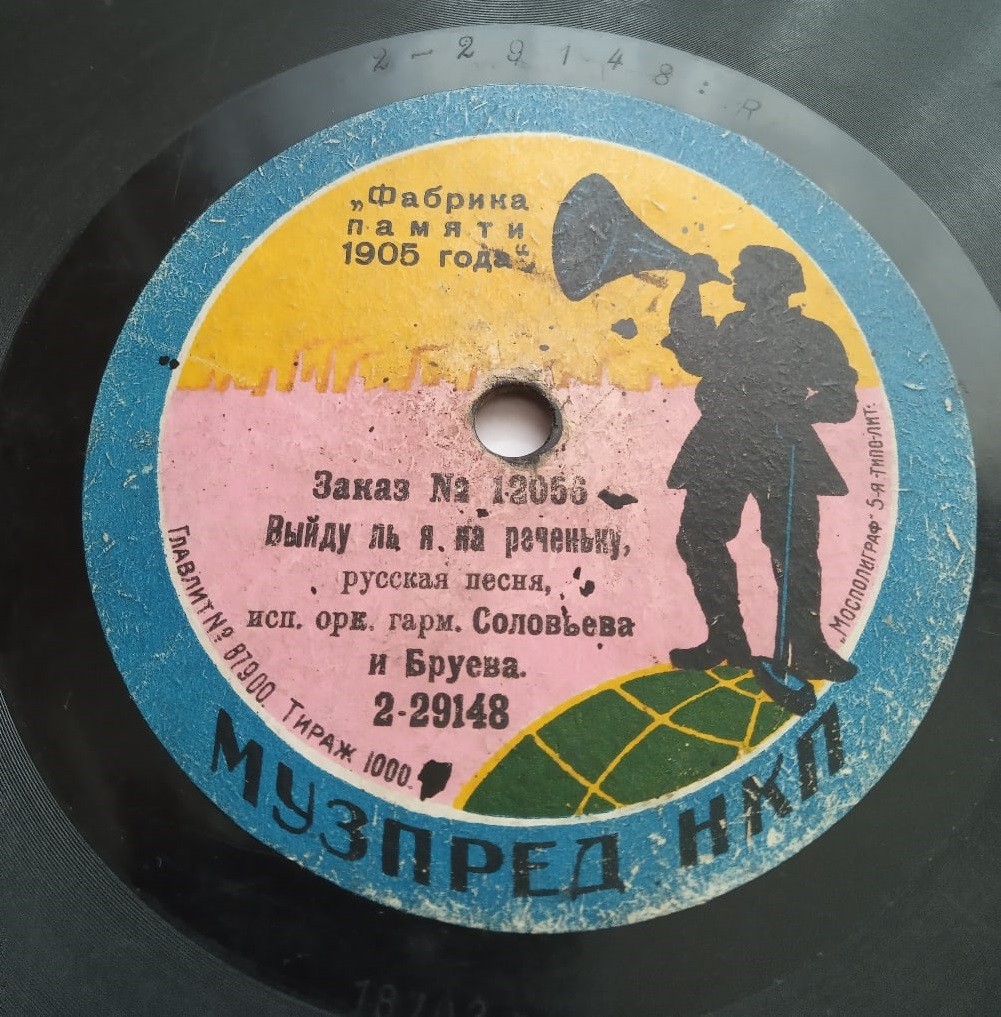 2-29148:R
„Фабрика
памяти
1905 года“
Заказ № 12056
Выйду ль я на реченьку,
русская песня,
исп. орк. гарм. Соловьева
и Бруева.
2-29148
Главлит № 87900. Тираж 1000.
„Мосполиграф“ 5-я типо-лит.
МУЗПРЕД НКП